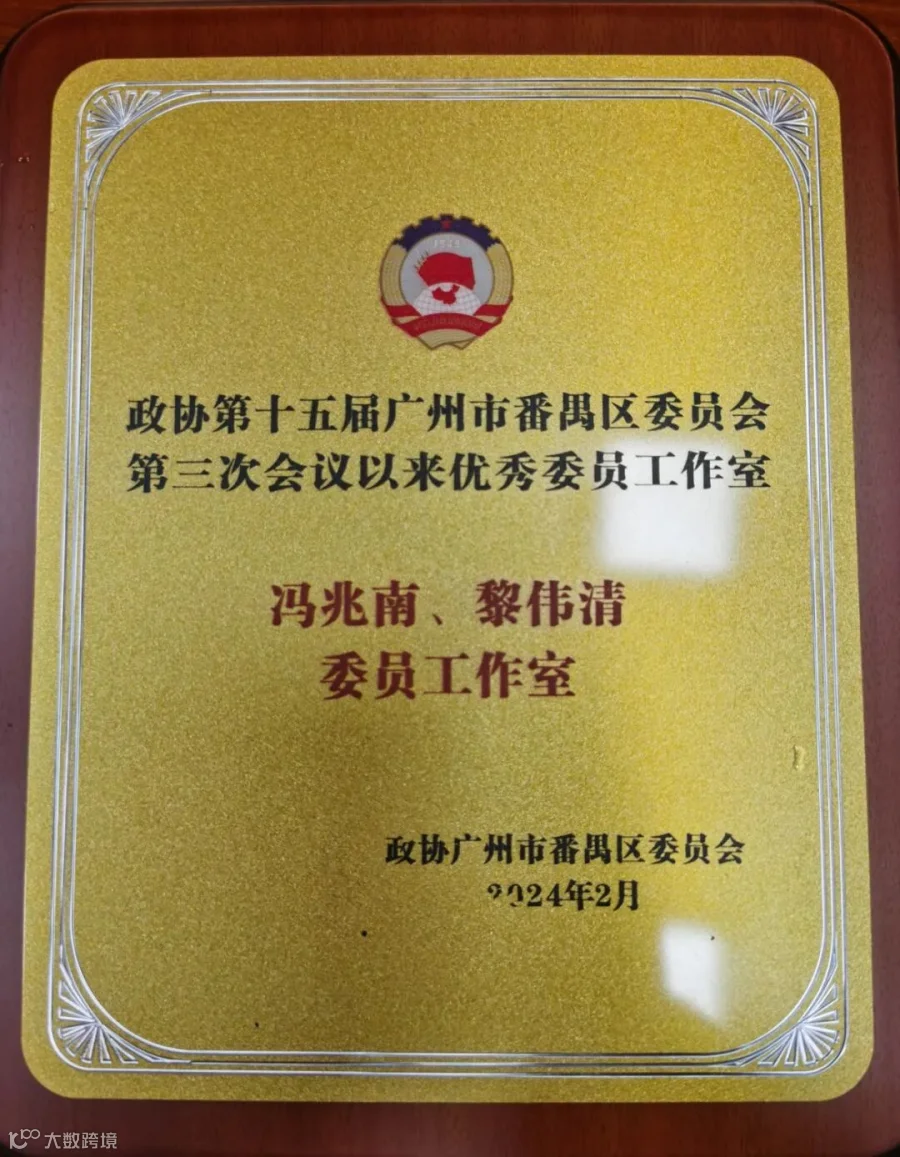 1949
政协第十五届广州市番禺区委员会
第三次会议以来优秀委员工作室
冯兆南、黎伟清
委员工作室
政协广州市番禺区委员会
2024年2月
大数跨境